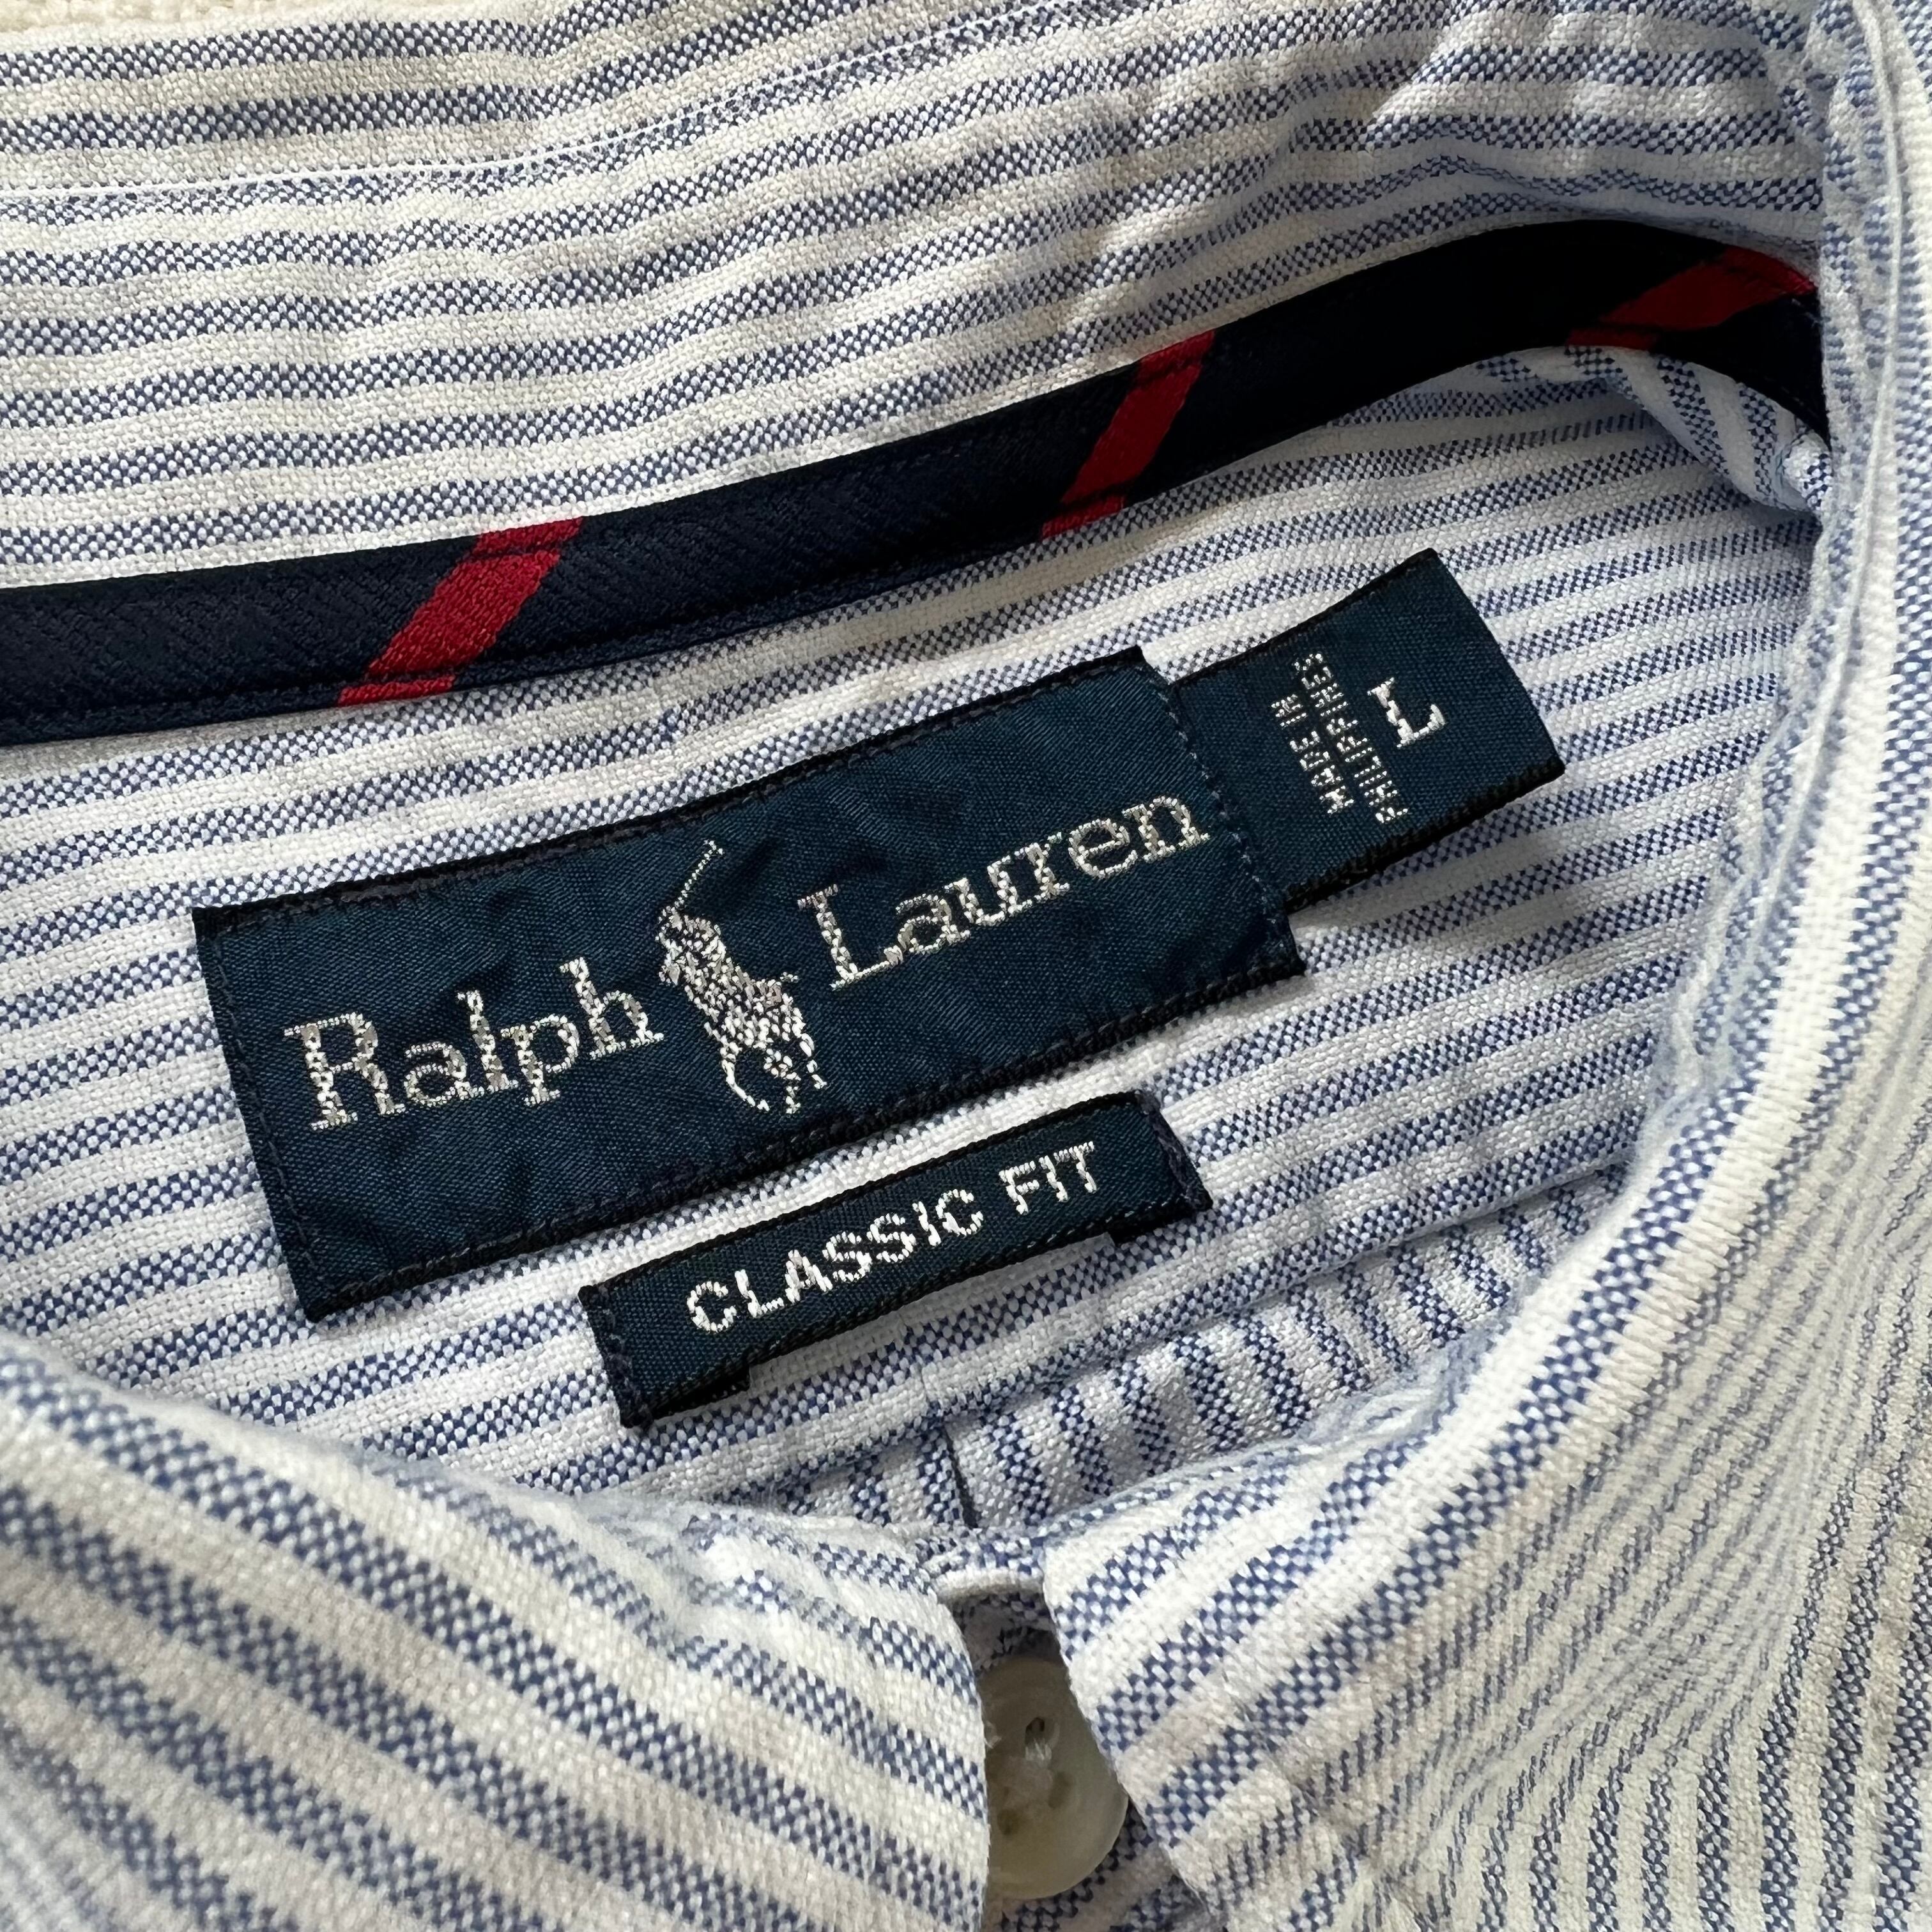 Ralph Lauren
L
MADE IN
PHILIPPINES
CLASSIC FIT